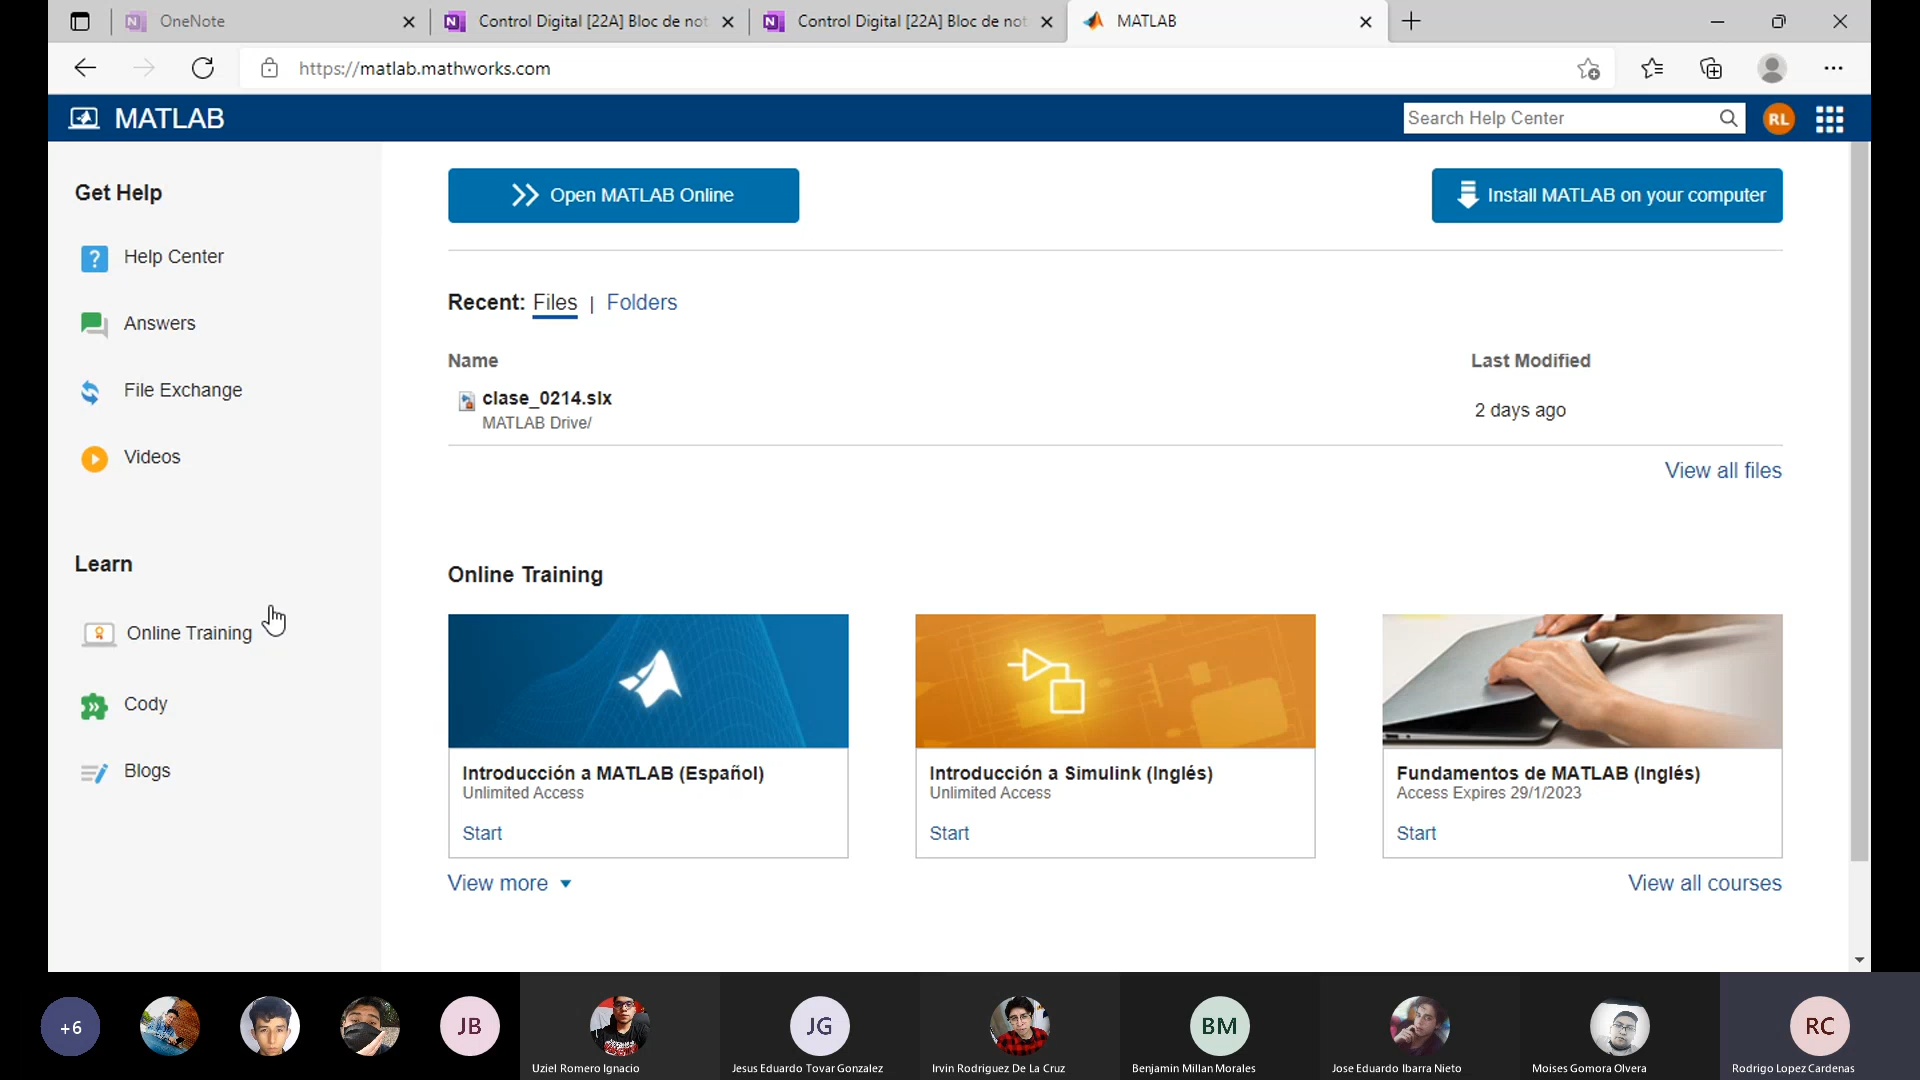 OneNote
Control Digital [22A] Bloc de not
Control Digital [22A] Bloc de not
MATLAB
https://matlab.mathworks.com
MATLAB
Search Help Center
RL
Get Help
Help Center
Answers
File Exchange
Videos
Learn
Online Training
Cody
Blogs
Open MATLAB Online
Install MATLAB on your computer
Recent: Files | Folders
Name
Last Modified
clase_0214.slx
MATLAB Drive/
2 days ago
View all files
Online Training
Introducción a MATLAB (Español)
Unlimited Access
Start
Introducción a Simulink (Inglés)
Unlimited Access
Start
Fundamentos de MATLAB (Inglés)
Access Expires 29/1/2023
Start
View more
View all courses
+6
JB
Uziel Romero Ignacio
JG
Jesus Eduardo Tovar Gonzalez
Irvin Rodriguez De La Cruz
BM
Benjamin Millan Morales
Jose Eduardo Ibarra Nieto
Moises Gomora Olvera
RC
Rodrigo Lopez Cardenas